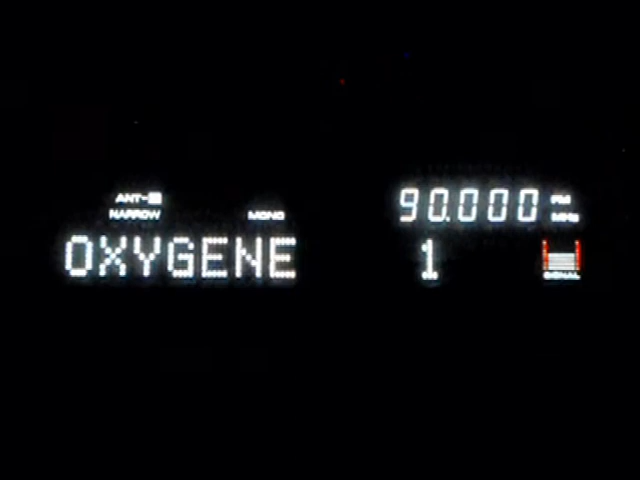 ANT-
NARROW MONO
OXYGENE
90.000 FM
MHz
1
SIGNAL